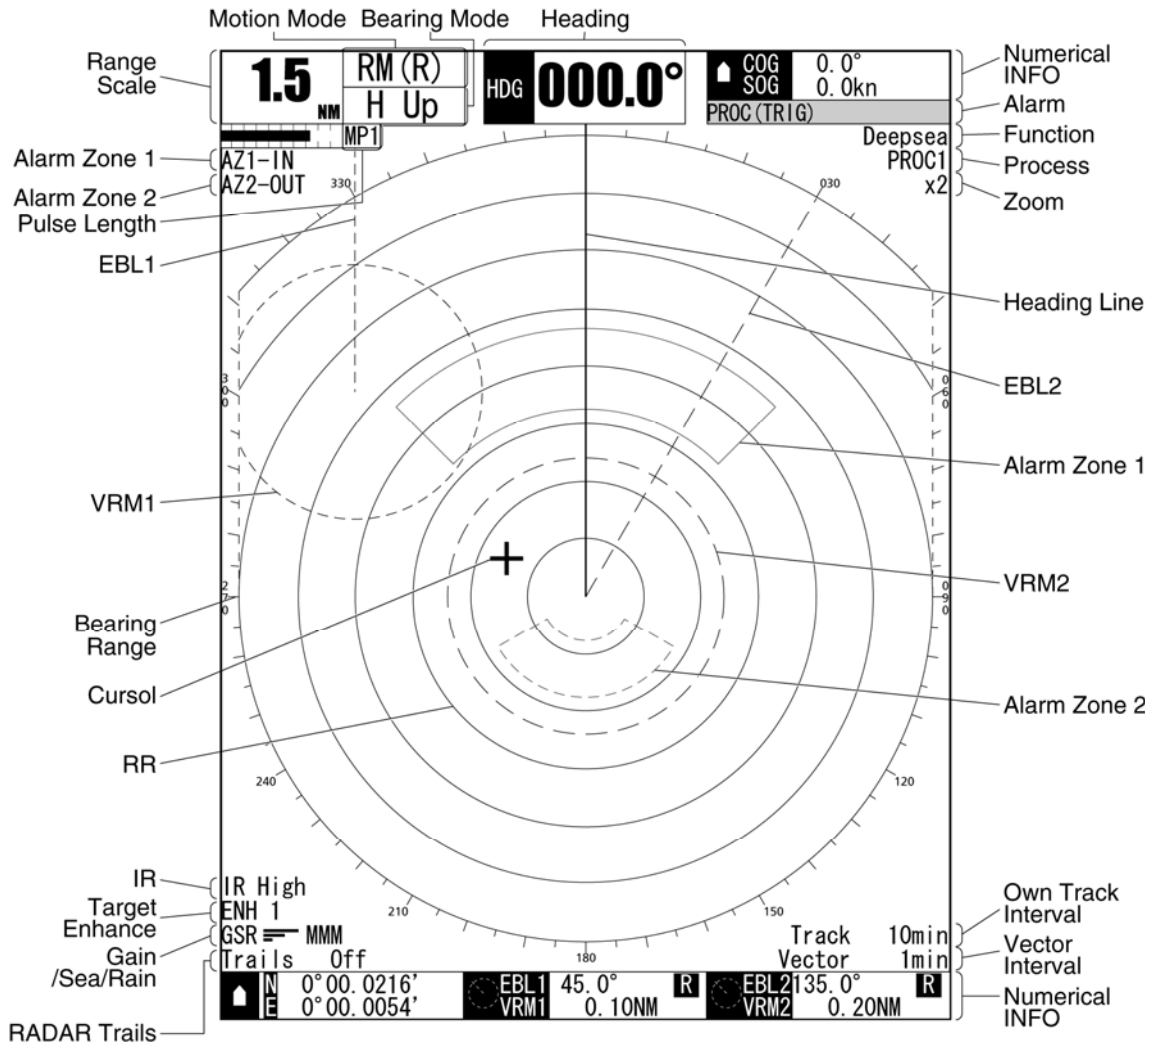 Motion Mode Bearing Mode Heading
Range
Scale
1.5 NM
RM(R)
H Up
HDG 000.0°
COG 0.0°
SOG 0.0kn
PROC(TRIG)
Numerical
INFO
Alarm
MP1
Deepsea
Function
Alarm Zone 1
AZ1-IN
PROC1
Process
Alarm Zone 2
AZ2-OUT
330
030
x2
Zoom
Pulse Length
EBL1
Heading Line
300
060
EBL2
Alarm Zone 1
VRM1
VRM2
270
090
Bearing
Range
Cursol
Alarm Zone 2
RR
240
120
IR
IR High
Target
Enhance
ENH 1
210
150
Own Track
Interval
Gain
/Sea/Rain
GSR MMM
Track 10min
Vector
Interval
Trails Off
180
Vector 1min
N 0°00.0216'
E 0°00.0054'
EBL1 45.0° R
VRM1 0.10NM
EBL2 135.0° R
VRM2 0.20NM
Numerical
INFO
RADAR Trails